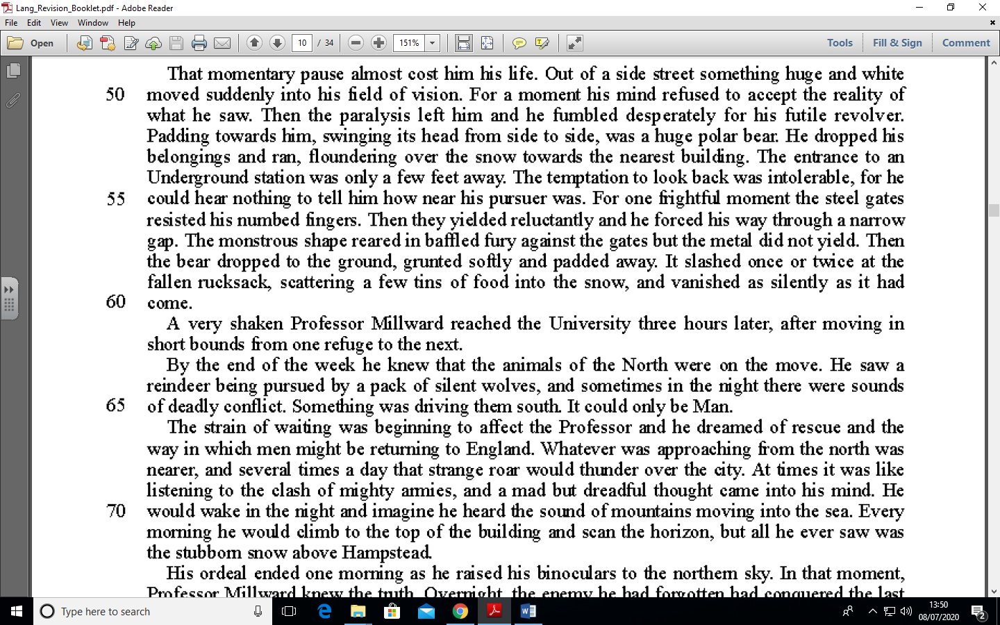 Lang_Revision_Booklet.pdf - Adobe Reader
File Edit View Window Help
Open 10 / 34 151% Tools Fill & Sign Comment
That momentary pause almost cost him his life. Out of a side street something huge and white
50 moved suddenly into his field of vision. For a moment his mind refused to accept the reality of
what he saw. Then the paralysis left him and he fumbled desperately for his futile revolver.
Padding towards him, swinging its head from side to side, was a huge polar bear. He dropped his
belongings and ran, floundering over the snow towards the nearest building. The entrance to an
Underground station was only a few feet away. The temptation to look back was intolerable, for he
55 could hear nothing to tell him how near his pursuer was. For one frightful moment the steel gates
resisted his numbed fingers. Then they yielded reluctantly and he forced his way through a narrow
gap. The monstrous shape reared in baffled fury against the gates but the metal did not yield. Then
the bear dropped to the ground, grunted softly and padded away. It slashed once or twice at the
fallen rucksack, scattering a few tins of food into the snow, and vanished as silently as it had
60 come.
A very shaken Professor Millward reached the University three hours later, after moving in
short bounds from one refuge to the next.
By the end of the week he knew that the animals of the North were on the move. He saw a
reindeer being pursued by a pack of silent wolves, and sometimes in the night there were sounds
65 of deadly conflict. Something was driving them south. It could only be Man.
The strain of waiting was beginning to affect the Professor and he dreamed of rescue and the
way in which men might be returning to England. Whatever was approaching from the north was
nearer, and several times a day that strange roar would thunder over the city. At times it was like
listening to the clash of mighty armies, and a mad but dreadful thought came into his mind. He
70 would wake in the night and imagine he heard the sound of mountains moving into the sea. Every
morning he would climb to the top of the building and scan the horizon, but all he ever saw was
the stubborn snow above Hampstead.
His ordeal ended one morning as he raised his binoculars to the northern sky. In that moment,
Professor Millward knew the truth. Overnight, the enemy he had forgotten had conquered the last
Type here to search
13:50
08/07/2020
2